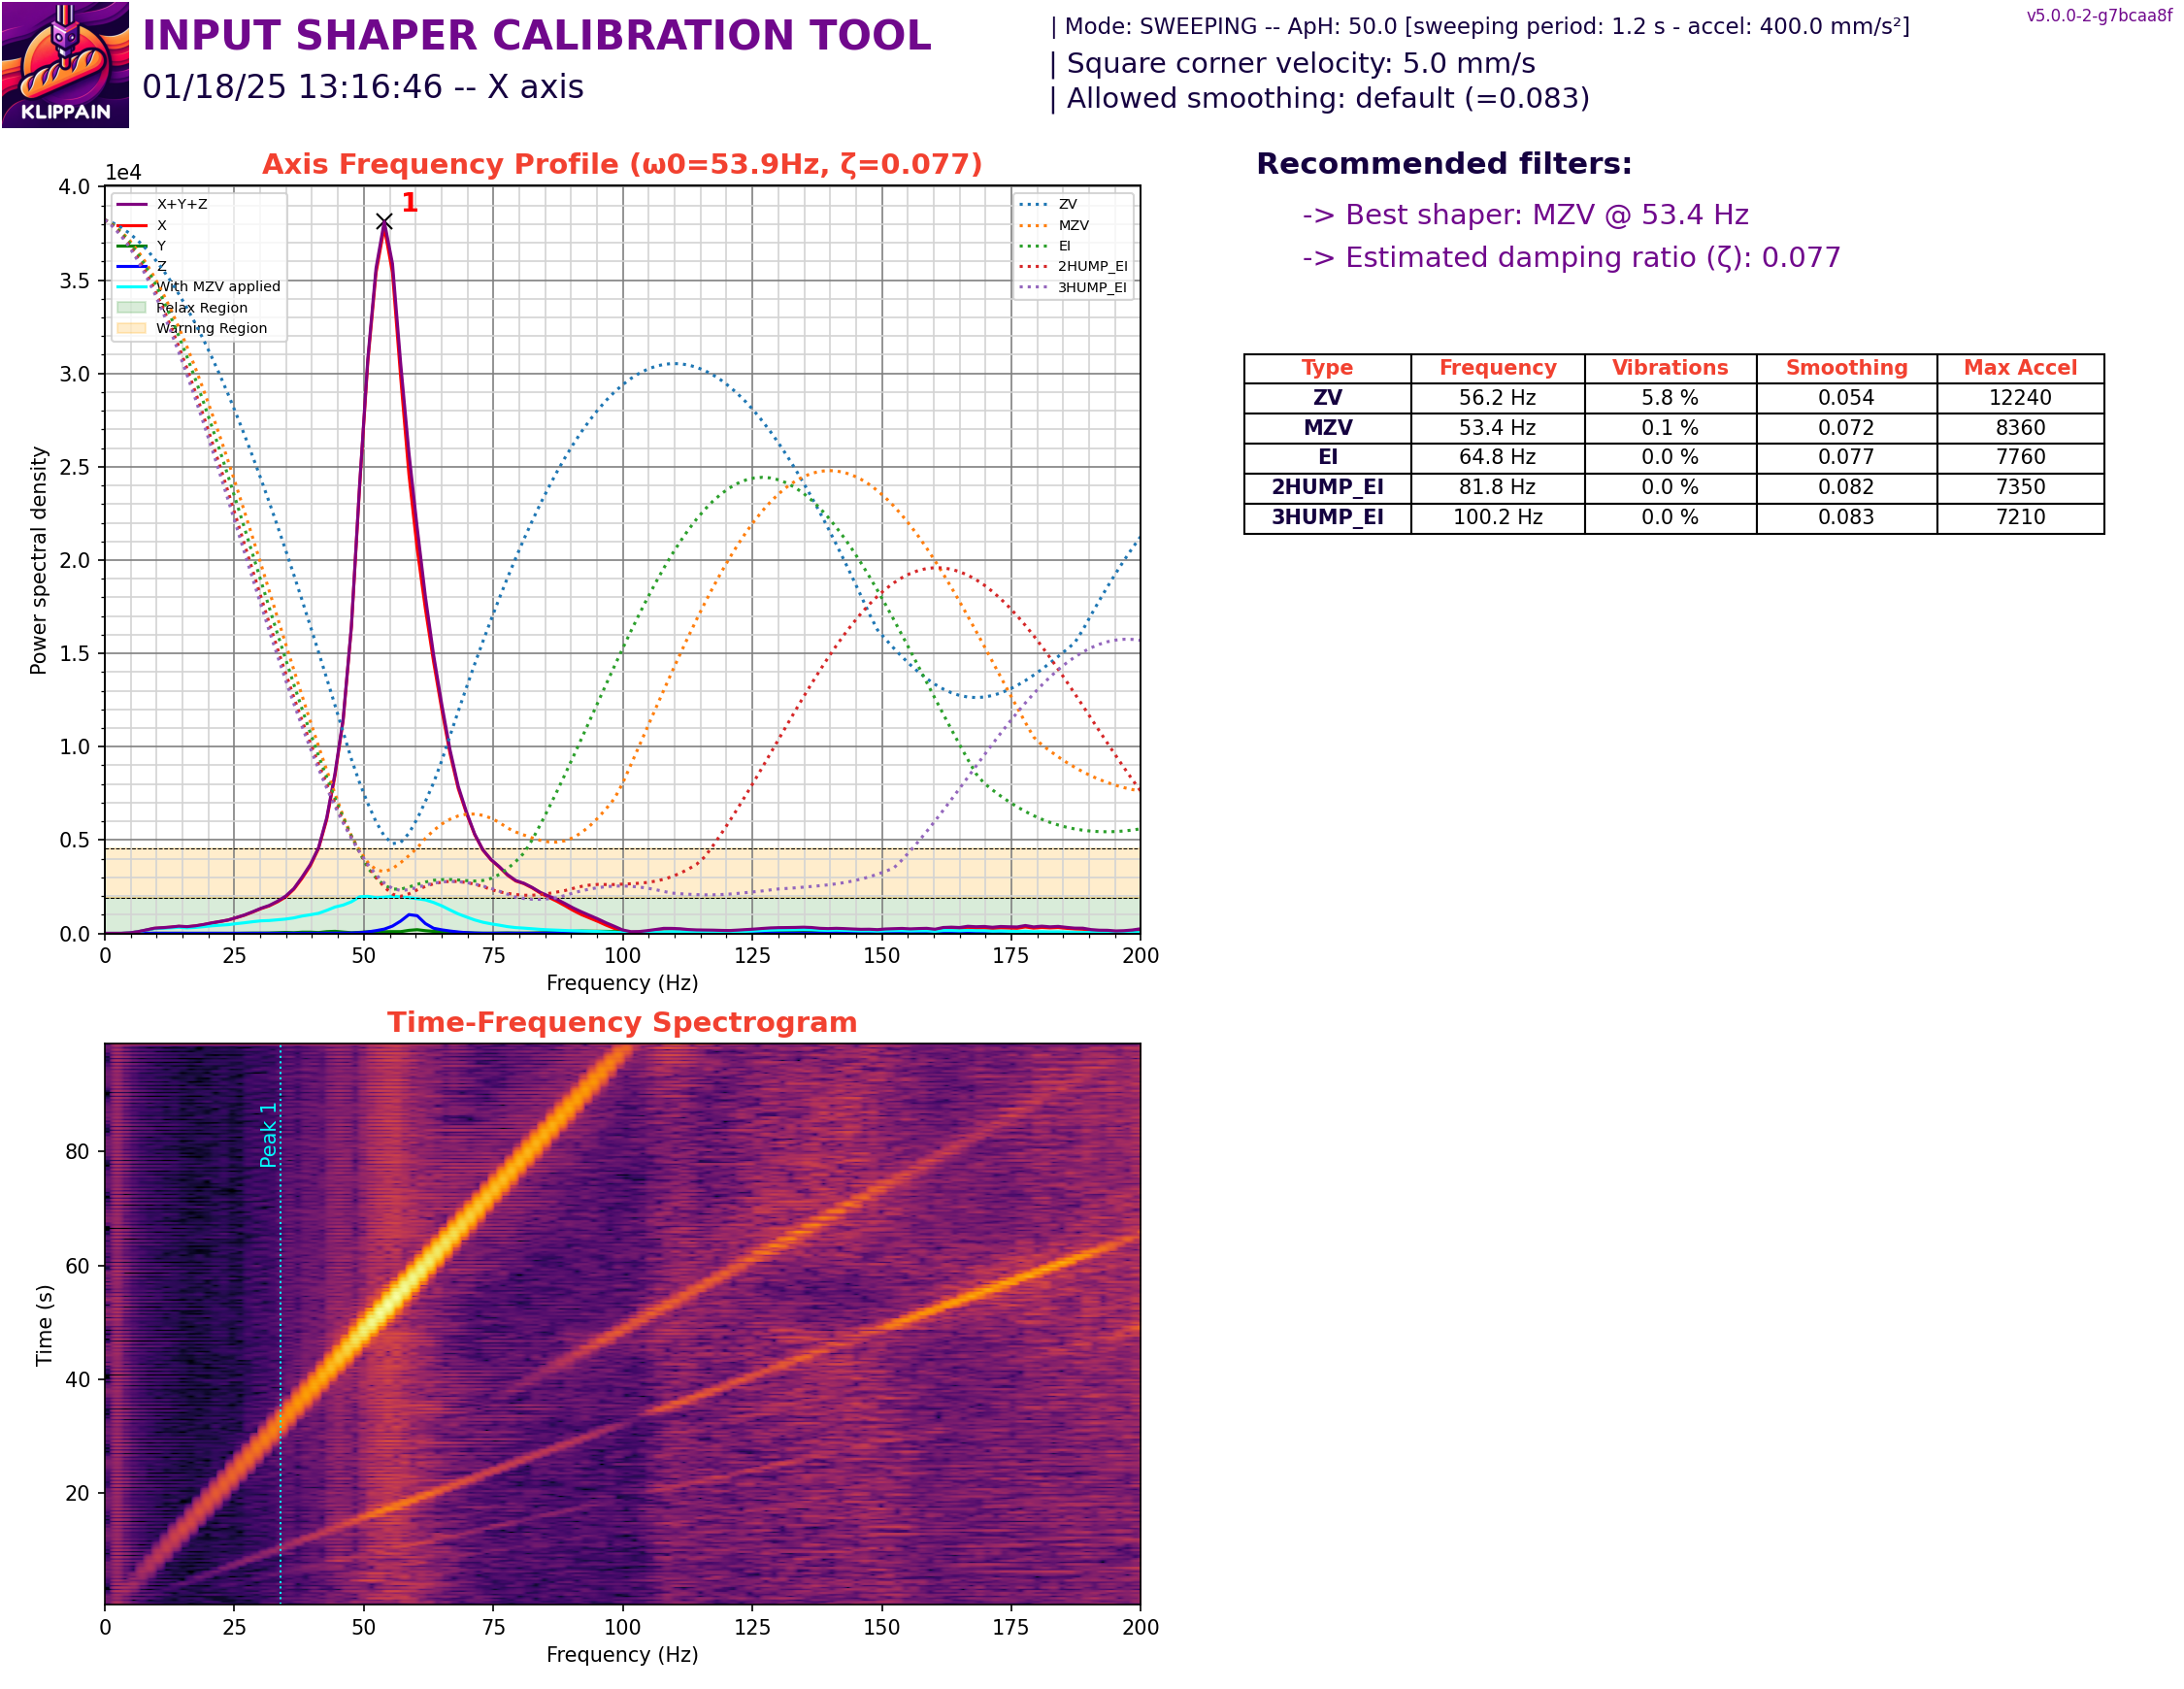 INPUT SHAPER CALIBRATION TOOL
01/18/25 13:16:46 -- X axis
KLIPPAIN
| Mode: SWEEPING -- ApH: 50.0 [sweeping period: 1.2 s - accel: 400.0 mm/s²]
| Square corner velocity: 5.0 mm/s
| Allowed smoothing: default (=0.083)
v5.0.0-2-g7bcaa8f
Axis Frequency Profile (ω0=53.9Hz, ζ=0.077)
1e4
4.0
3.5
3.0
2.5
2.0
1.5
1.0
0.5
0.0
Power spectral density
X+Y+Z
X
Y
Z
With MZV applied
Relax Region
Warning Region
1
ZV
MZV
EI
2HUMP_EI
3HUMP_EI
0 25 50 75 100 125 150 175 200
Frequency (Hz)
Recommended filters:
-> Best shaper: MZV @ 53.4 Hz
-> Estimated damping ratio (ζ): 0.077
Type Frequency Vibrations Smoothing Max Accel
ZV 56.2 Hz 5.8 % 0.054 12240
MZV 53.4 Hz 0.1 % 0.072 8360
EI 64.8 Hz 0.0 % 0.077 7760
2HUMP_EI 81.8 Hz 0.0 % 0.082 7350
3HUMP_EI 100.2 Hz 0.0 % 0.083 7210
Time-Frequency Spectrogram
Peak 1
80
60
40
20
Time (s)
0 25 50 75 100 125 150 175 200
Frequency (Hz)